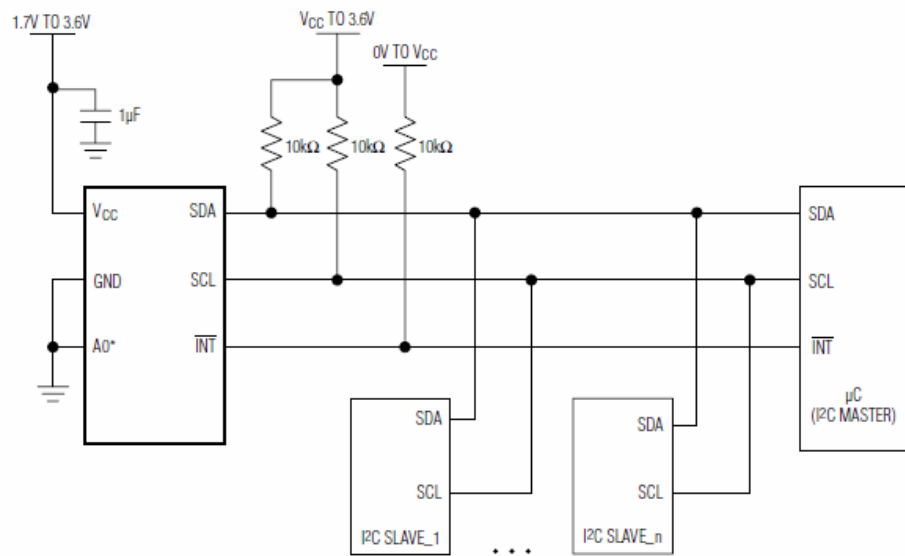 1.7V TO 3.6V
VCC TO 3.6V
0V TO VCC
1µF
10kΩ
10kΩ
10kΩ
VCC
SDA
SDA
GND
SCL
SCL
A0*
INT
INT
µC
(I²C MASTER)
SDA
SDA
SCL
SCL
I²C SLAVE_1
I²C SLAVE_n
...